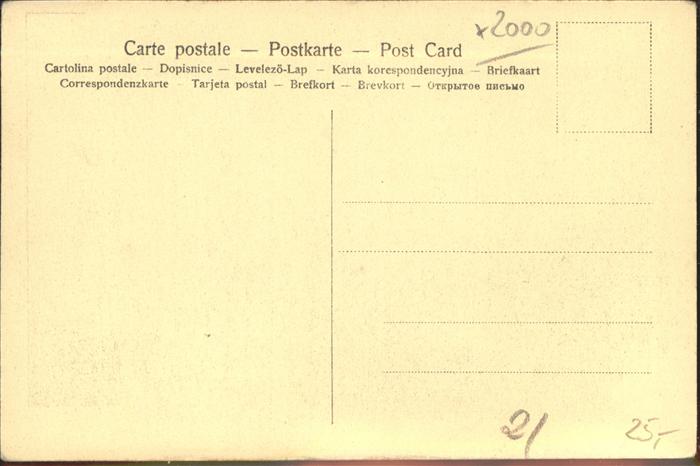 x2000
Carte postale — Postkarte — Post Card
Cartolina postale — Dopisnice — Levelező-Lap — Karta korespondencyjna — Briefkaart
Correspondenzkarte — Tarjeta postal — Brefkort — Brevkort — Открытое письмо
2/
25,-